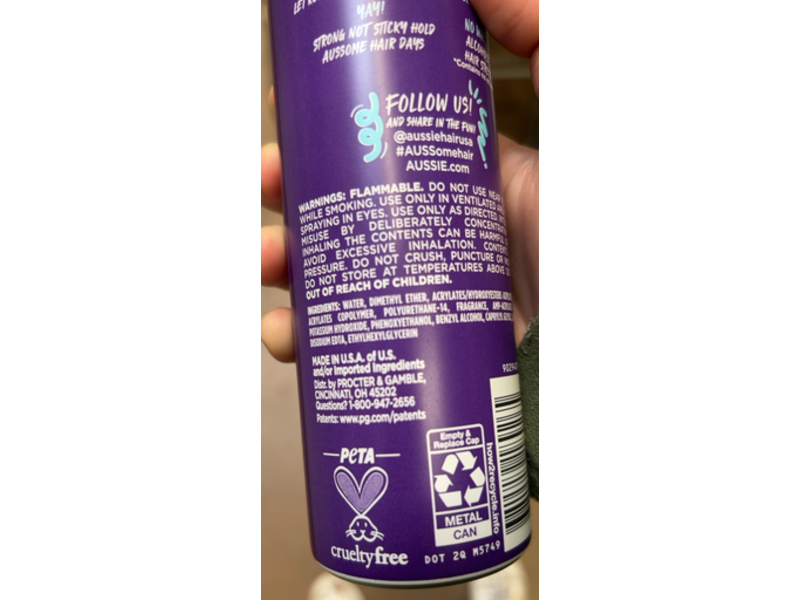 YAY!
STRONG NOT STICKY HOLD
AUSSOME HAIR DAYS
NO
ALCOHOL
HAIR
*Contains
FOLLOW US!
AND SHARE IN THE FUN!
@aussiehairusa
#AUSSomehair
AUSSIE.com
WARNINGS: FLAMMABLE. DO NOT USE NEAR
WHILE SMOKING. USE ONLY IN VENTILATED
SPRAYING IN EYES. USE ONLY AS DIRECTED.
MISUSE BY DELIBERATELY
INHALING THE CONTENTS CAN BE
AVOID EXCESSIVE INHALATION.
PRESSURE. DO NOT CRUSH, PUNCTURE OR
DO NOT STORE AT TEMPERATURES ABOVE
OUT OF REACH OF CHILDREN.
INGREDIENTS: WATER, DIMETHYL ETHER,
ACRYLATES COPOLYMER, POLYURETHANE-14, FRAGRANCE,
POTASSIUM HYDROXIDE, PHENOXYETHANOL, BENZYL ALCOHOL,
DISODIUM EDTA, ETHYLHEXYLGLYCERIN
MADE IN U.S.A. of U.S.
and/or Imported Ingredients
Distr. by PROCTER & GAMBLE,
CINCINNATI, OH 45202
Questions? 1-800-947-2656
Patents: www.pg.com/patents
PETA
crueltyfree
Empty &
Replace Cap
METAL
CAN
how2recycle.info
DOT 2Q M5749